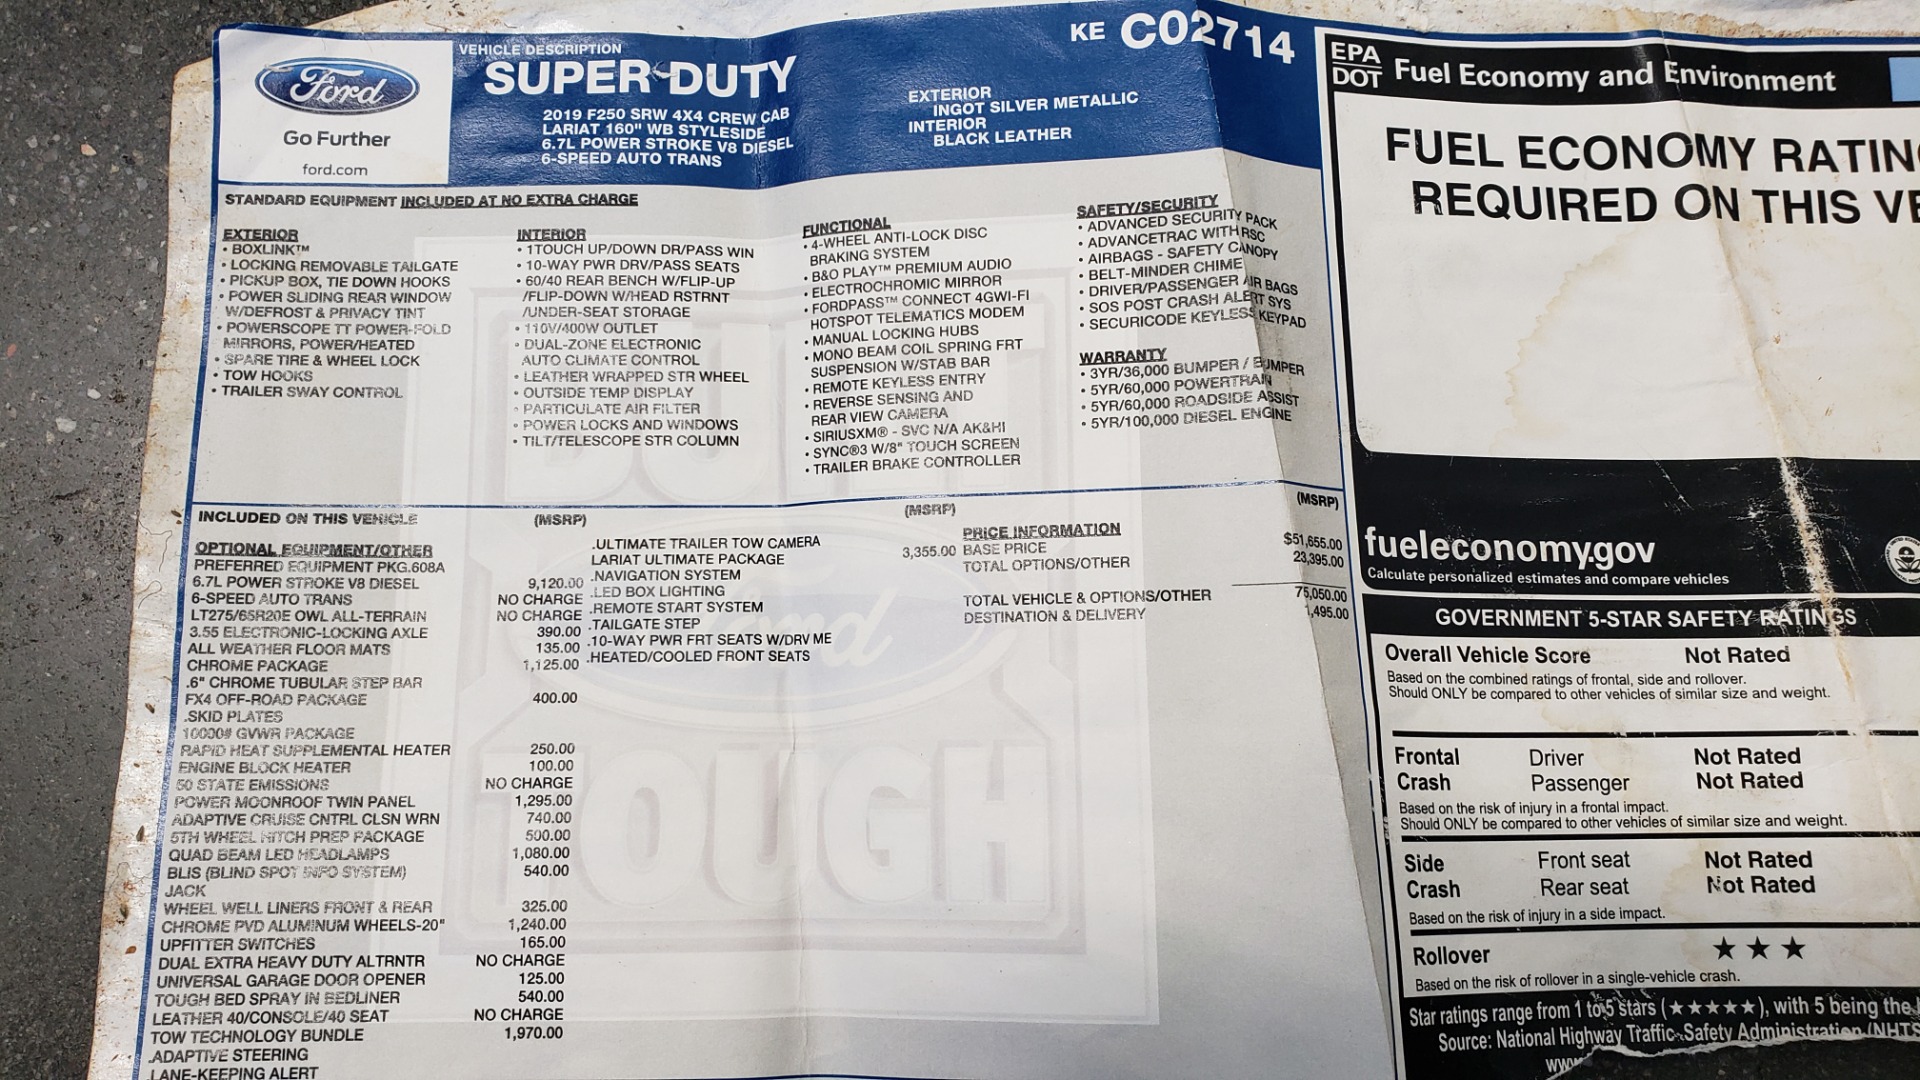 Ford
Go Further
ford.com
VEHICLE DESCRIPTION
SUPER DUTY
2019 F250 SRW 4X4 CREW CAB
LARIAT 160" WB STYLESIDE
6.7L POWER STROKE V8 DIESEL
6-SPEED AUTO TRANS
EXTERIOR
INGOT SILVER METALLIC
INTERIOR
BLACK LEATHER
KE C02714
STANDARD EQUIPMENT INCLUDED AT NO EXTRA CHARGE
EXTERIOR
• BOXLINK™
• LOCKING REMOVABLE TAILGATE
• PICKUP BOX, TIE DOWN HOOKS
• POWER SLIDING REAR WINDOW
W/DEFROST & PRIVACY TINT
• POWERSCOPE TT POWER-FOLD
MIRRORS, POWER/HEATED
• SPARE TIRE & WHEEL LOCK
• TOW HOOKS
• TRAILER SWAY CONTROL
INTERIOR
• 1TOUCH UP/DOWN DR/PASS WIN
• 10-WAY PWR DRV/PASS SEATS
• 60/40 REAR BENCH W/FLIP-UP
/FLIP-DOWN W/HEAD RSTRNT
/UNDER-SEAT STORAGE
• 110V/400W OUTLET
• DUAL-ZONE ELECTRONIC
AUTO CLIMATE CONTROL
• LEATHER WRAPPED STR WHEEL
• OUTSIDE TEMP DISPLAY
• PARTICULATE AIR FILTER
• POWER LOCKS AND WINDOWS
• TILT/TELESCOPE STR COLUMN
FUNCTIONAL
• 4-WHEEL ANTI-LOCK DISC
BRAKING SYSTEM
• B&O PLAY™ PREMIUM AUDIO
• ELECTROCHROMIC MIRROR
• FORDPASS™ CONNECT 4GWI-FI
HOTSPOT TELEMATICS MODEM
• MANUAL LOCKING HUBS
• MONO BEAM COIL SPRING FRT
SUSPENSION W/STAB BAR
• REMOTE KEYLESS ENTRY
• REVERSE SENSING AND
REAR VIEW CAMERA
• SIRIUSXM® - SVC N/A AK&HI
• SYNC®3 W/8" TOUCH SCREEN
• TRAILER BRAKE CONTROLLER
SAFETY/SECURITY
• ADVANCED SECURITY PACK
• ADVANCETRAC WITH RSC
• AIRBAGS - SAFETY CANOPY
• BELT-MINDER CHIME
• DRIVER/PASSENGER AIR BAGS
• SOS POST CRASH ALERT SYS
• SECURICODE KEYLESS KEYPAD
WARRANTY
• 3YR/36,000 BUMPER / BUMPER
• 5YR/60,000 POWERTRAIN
• 5YR/60,000 ROADSIDE ASSIST
• 5YR/100,000 DIESEL ENGINE
INCLUDED ON THIS VEHICLE (MSRP)
OPTIONAL EQUIPMENT/OTHER
PREFERRED EQUIPMENT PKG.608A
6.7L POWER STROKE V8 DIESEL 9,120.00
6-SPEED AUTO TRANS NO CHARGE
LT275/65R20E OWL ALL-TERRAIN NO CHARGE
3.55 ELECTRONIC-LOCKING AXLE 390.00
ALL WEATHER FLOOR MATS 135.00
CHROME PACKAGE 1,125.00
.6" CHROME TUBULAR STEP BAR
FX4 OFF-ROAD PACKAGE 400.00
.SKID PLATES
10000# GVWR PACKAGE
RAPID HEAT SUPPLEMENTAL HEATER 250.00
ENGINE BLOCK HEATER 100.00
50 STATE EMISSIONS NO CHARGE
POWER MOONROOF TWIN PANEL 1,295.00
ADAPTIVE CRUISE CNTRL CLSN WRN 740.00
5TH WHEEL HITCH PREP PACKAGE 500.00
QUAD BEAM LED HEADLAMPS 1,080.00
BLIS (BLIND SPOT INFO SYSTEM) 540.00
JACK
WHEEL WELL LINERS FRONT & REAR 325.00
CHROME PVD ALUMINUM WHEELS-20" 1,240.00
UPFITTER SWITCHES 165.00
DUAL EXTRA HEAVY DUTY ALTRNTR NO CHARGE
UNIVERSAL GARAGE DOOR OPENER 125.00
TOUGH BED SPRAY IN BEDLINER 540.00
LEATHER 40/CONSOLE/40 SEAT NO CHARGE
TOW TECHNOLOGY BUNDLE 1,970.00
.ADAPTIVE STEERING
.LANE-KEEPING ALERT
(MSRP)
.ULTIMATE TRAILER TOW CAMERA
LARIAT ULTIMATE PACKAGE 3,355.00
.NAVIGATION SYSTEM
.LED BOX LIGHTING
.REMOTE START SYSTEM
.TAILGATE STEP
.10-WAY PWR FRT SEATS W/DRV ME
.HEATED/COOLED FRONT SEATS
(MSRP)
PRICE INFORMATION
BASE PRICE $51,655.00
TOTAL OPTIONS/OTHER 23,395.00
TOTAL VEHICLE & OPTIONS/OTHER 75,050.00
DESTINATION & DELIVERY 1,495.00
BUILT
Ford
TOUGH
EPA
DOT Fuel Economy and Environment
FUEL ECONOMY RATIN
REQUIRED ON THIS VE
fueleconomy.gov
Calculate personalized estimates and compare vehicles
GOVERNMENT 5-STAR SAFETY RATINGS
Overall Vehicle Score Not Rated
Based on the combined ratings of frontal, side and rollover.
Should ONLY be compared to other vehicles of similar size and weight.
Frontal Driver Not Rated
Crash Passenger Not Rated
Based on the risk of injury in a frontal impact.
Should ONLY be compared to other vehicles of similar size and weight.
Side Front seat Not Rated
Crash Rear seat Not Rated
Based on the risk of injury in a side impact.
Rollover ★★★
Based on the risk of rollover in a single-vehicle crash.
Star ratings range from 1 to 5 stars (★★★★★), with 5 being the
Source: National Highway Traffic Safety Administration (NHTS
www